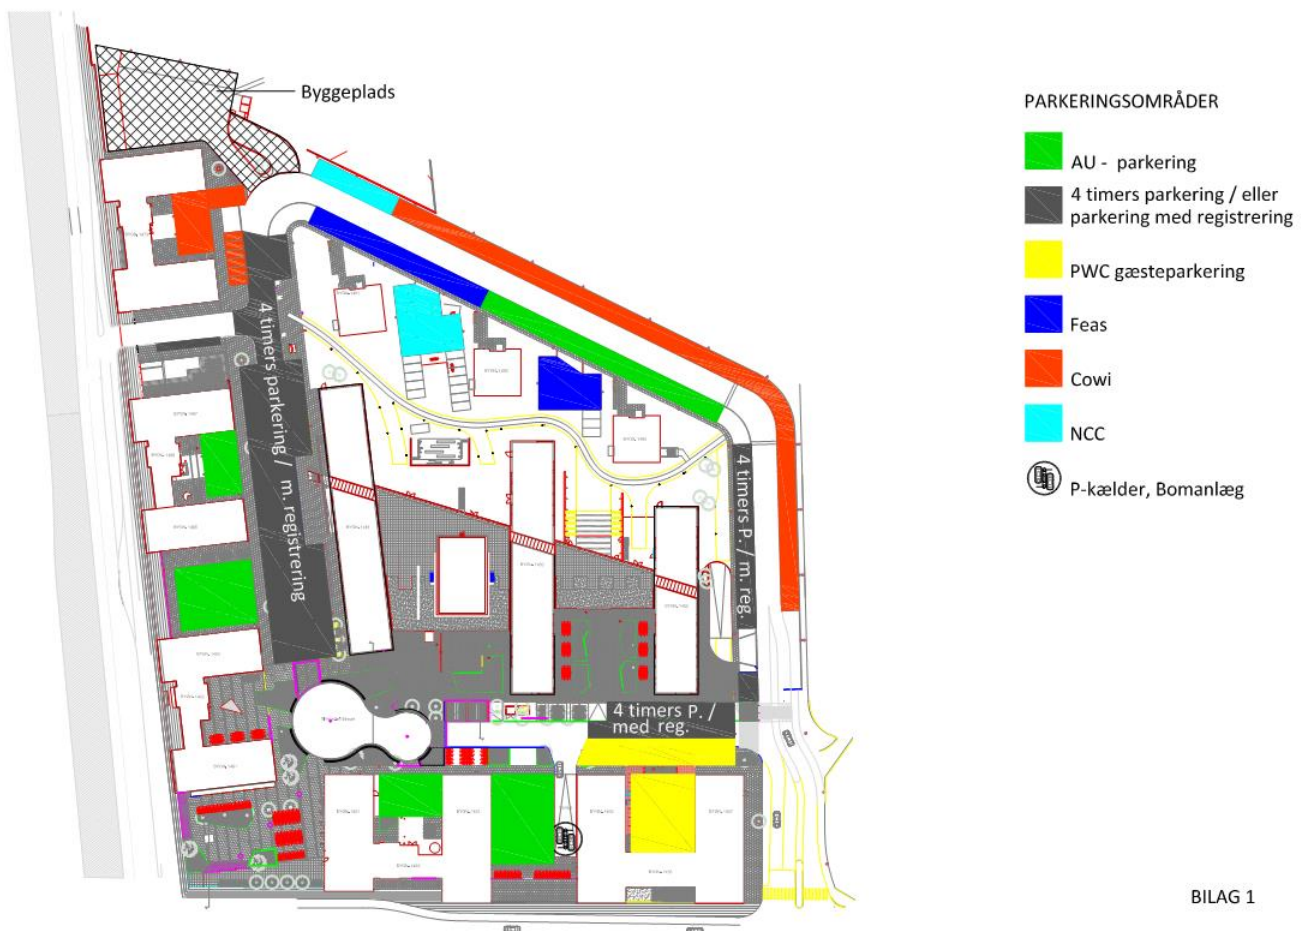 Byggeplads
PARKERINGSOMRÅDER
AU - parkering
4 timers parkering / eller
parkering med registrering
PWC gæsteparkering
Feas
Cowi
NCC
P-kælder, Bomanlæg
4 timers parkering /
m. registrering
4 timers P. / m. reg.
4 timers P. /
med reg.
BILAG 1